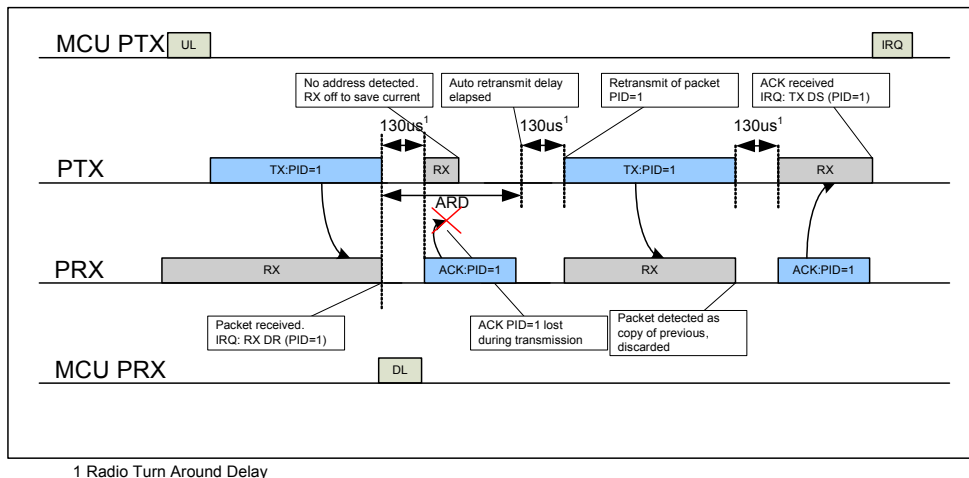 MCU PTX
UL
IRQ
No address detected.
RX off to save current
Auto retransmit delay
elapsed
Retransmit of packet
PID=1
ACK received
IRQ: TX DS (PID=1)
130us1
130us1
130us1
PTX
TX:PID=1
RX
TX:PID=1
RX
ARD
PRX
RX
ACK:PID=1
RX
ACK:PID=1
Packet received.
IRQ: RX DR (PID=1)
ACK PID=1 lost
during transmission
Packet detected as
copy of previous,
discarded
MCU PRX
DL
1 Radio Turn Around Delay